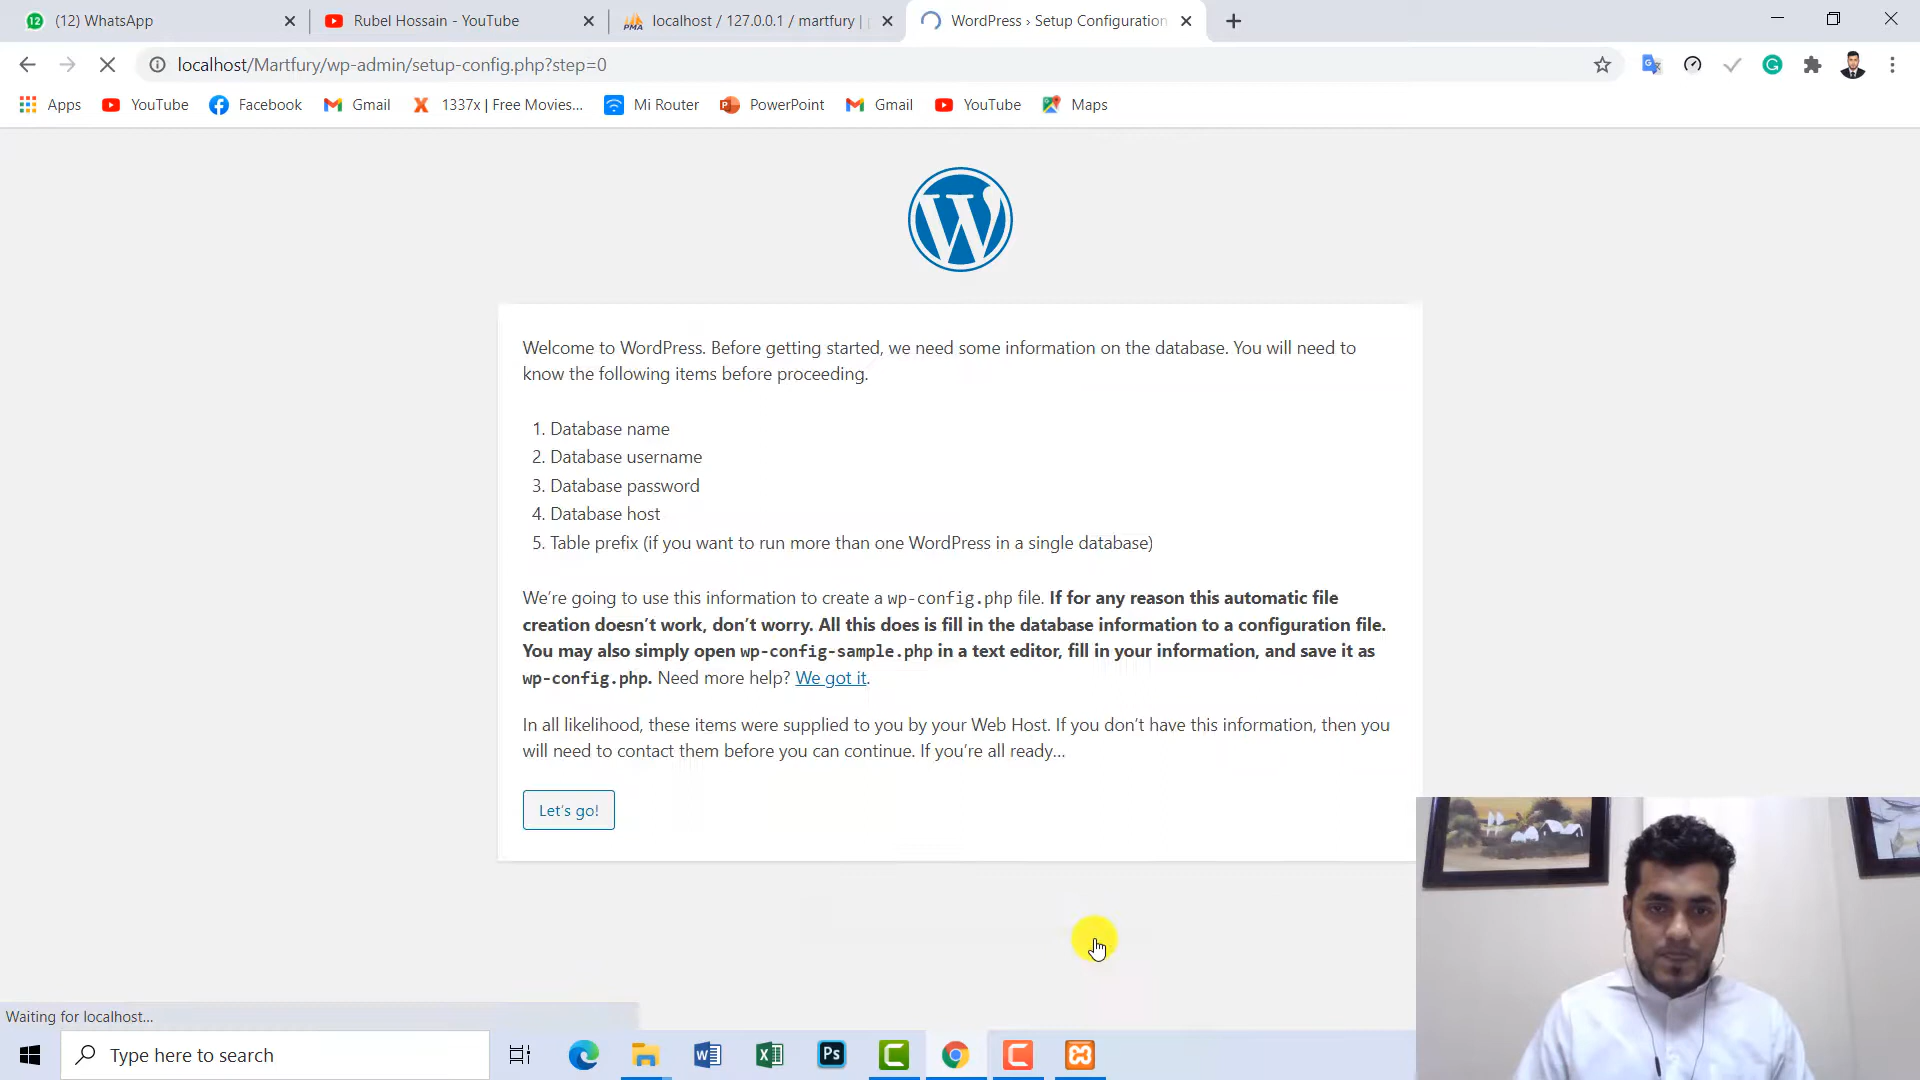 (12) WhatsApp
Rubel Hossain - YouTube
localhost / 127.0.0.1 / martfury |
WordPress › Setup Configuration
localhost/Martfury/wp-admin/setup-config.php?step=0
Apps
YouTube
Facebook
Gmail
1337x | Free Movies...
Mi Router
PowerPoint
Gmail
YouTube
Maps
Welcome to WordPress. Before getting started, we need some information on the database. You will need to
know the following items before proceeding.
1. Database name
2. Database username
3. Database password
4. Database host
5. Table prefix (if you want to run more than one WordPress in a single database)
We’re going to use this information to create a wp-config.php file. If for any reason this automatic file
creation doesn’t work, don’t worry. All this does is fill in the database information to a configuration file.
You may also simply open wp-config-sample.php in a text editor, fill in your information, and save it as
wp-config.php. Need more help? We got it.
In all likelihood, these items were supplied to you by your Web Host. If you don’t have this information, then you
will need to contact them before you can continue. If you’re all ready…
Let’s go!
Waiting for localhost...
Type here to search